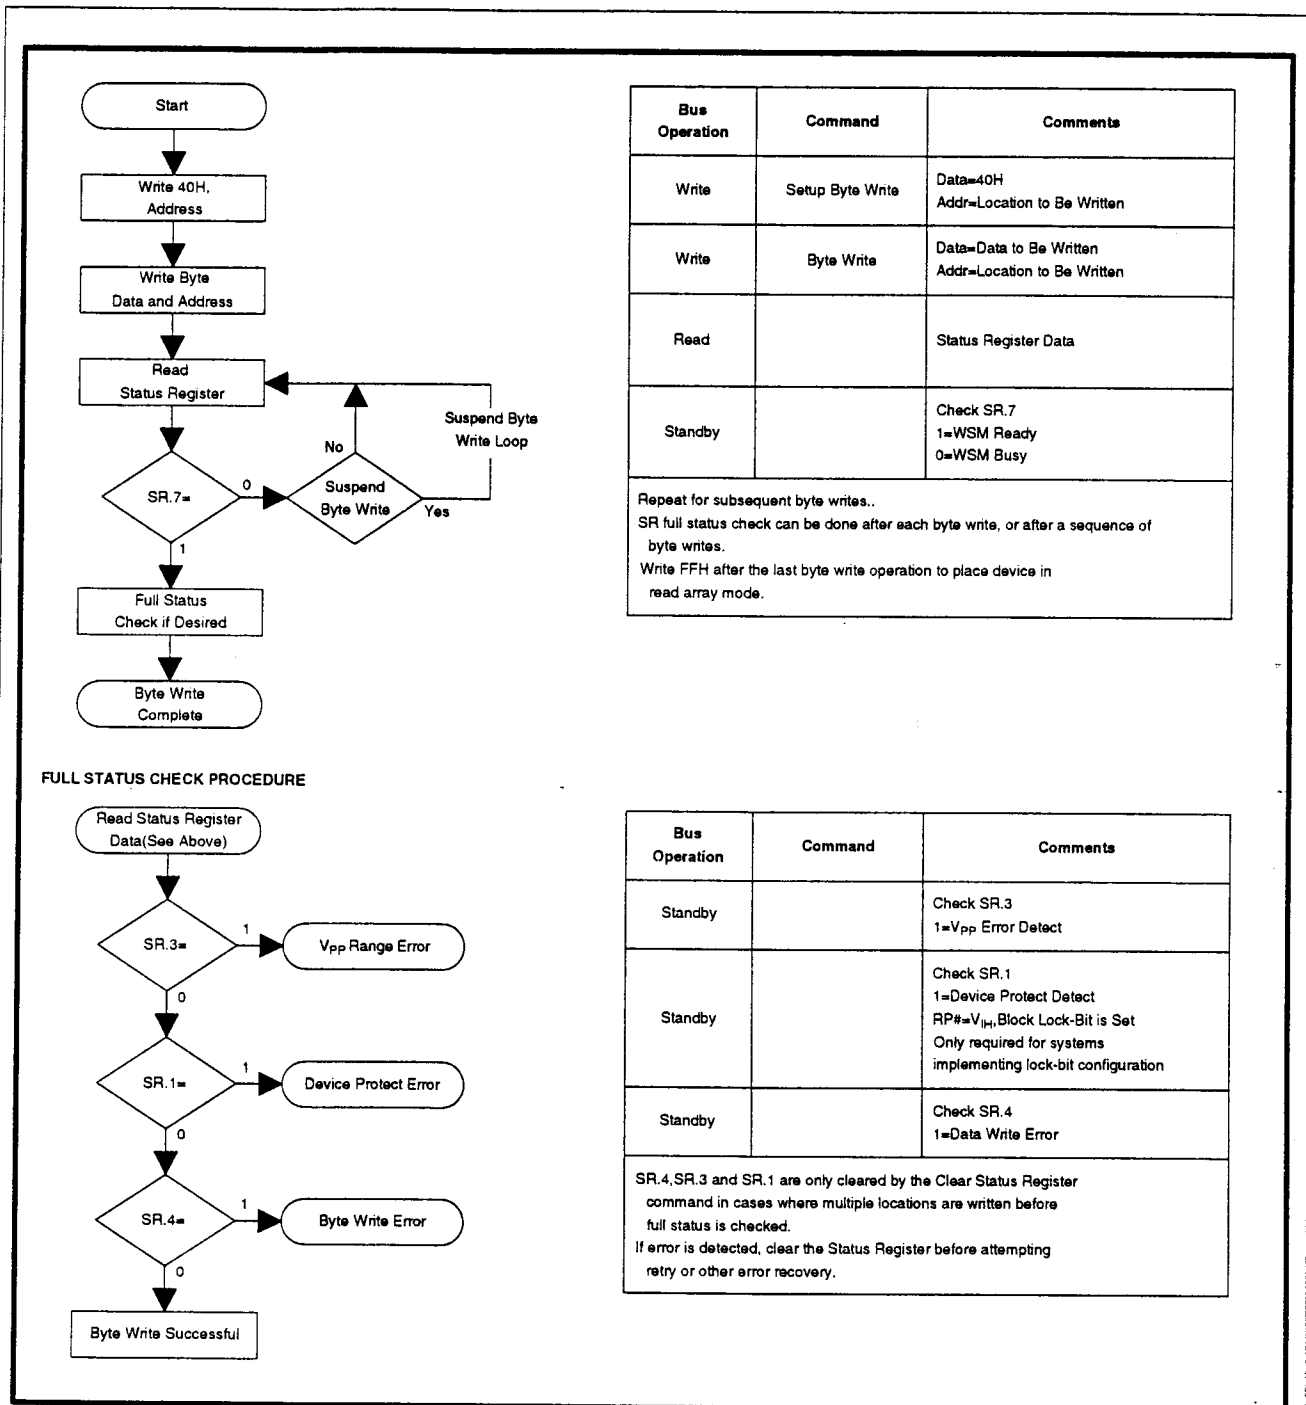 Start
Write 40H,
Address
Write Byte
Data and Address
Read
Status Register
Suspend Byte
Write Loop
No
SR.7=
0
Suspend
Byte Write
Yes
1
Full Status
Check if Desired
Byte Write
Complete
Bus
Operation
Command
Comments
Write
Setup Byte Write
Data=40H
Addr=Location to Be Written
Write
Byte Write
Data=Data to Be Written
Addr=Location to Be Written
Read
Status Register Data
Standby
Check SR.7
1=WSM Ready
0=WSM Busy
Repeat for subsequent byte writes..
SR full status check can be done after each byte write, or after a sequence of
byte writes.
Write FFH after the last byte write operation to place device in
read array mode.
FULL STATUS CHECK PROCEDURE
Read Status Register
Data(See Above)
SR.3=
1
VPP Range Error
0
SR.1=
1
Device Protect Error
0
SR.4=
1
Byte Write Error
0
Byte Write Successful
Bus
Operation
Command
Comments
Standby
Check SR.3
1=VPP Error Detect
Standby
Check SR.1
1=Device Protect Detect
RP#=VIH,Block Lock-Bit is Set
Only required for systems
implementing lock-bit configuration
Standby
Check SR.4
1=Data Write Error
SR.4,SR.3 and SR.1 are only cleared by the Clear Status Register
command in cases where multiple locations are written before
full status is checked.
If error is detected, clear the Status Register before attempting
retry or other error recovery.